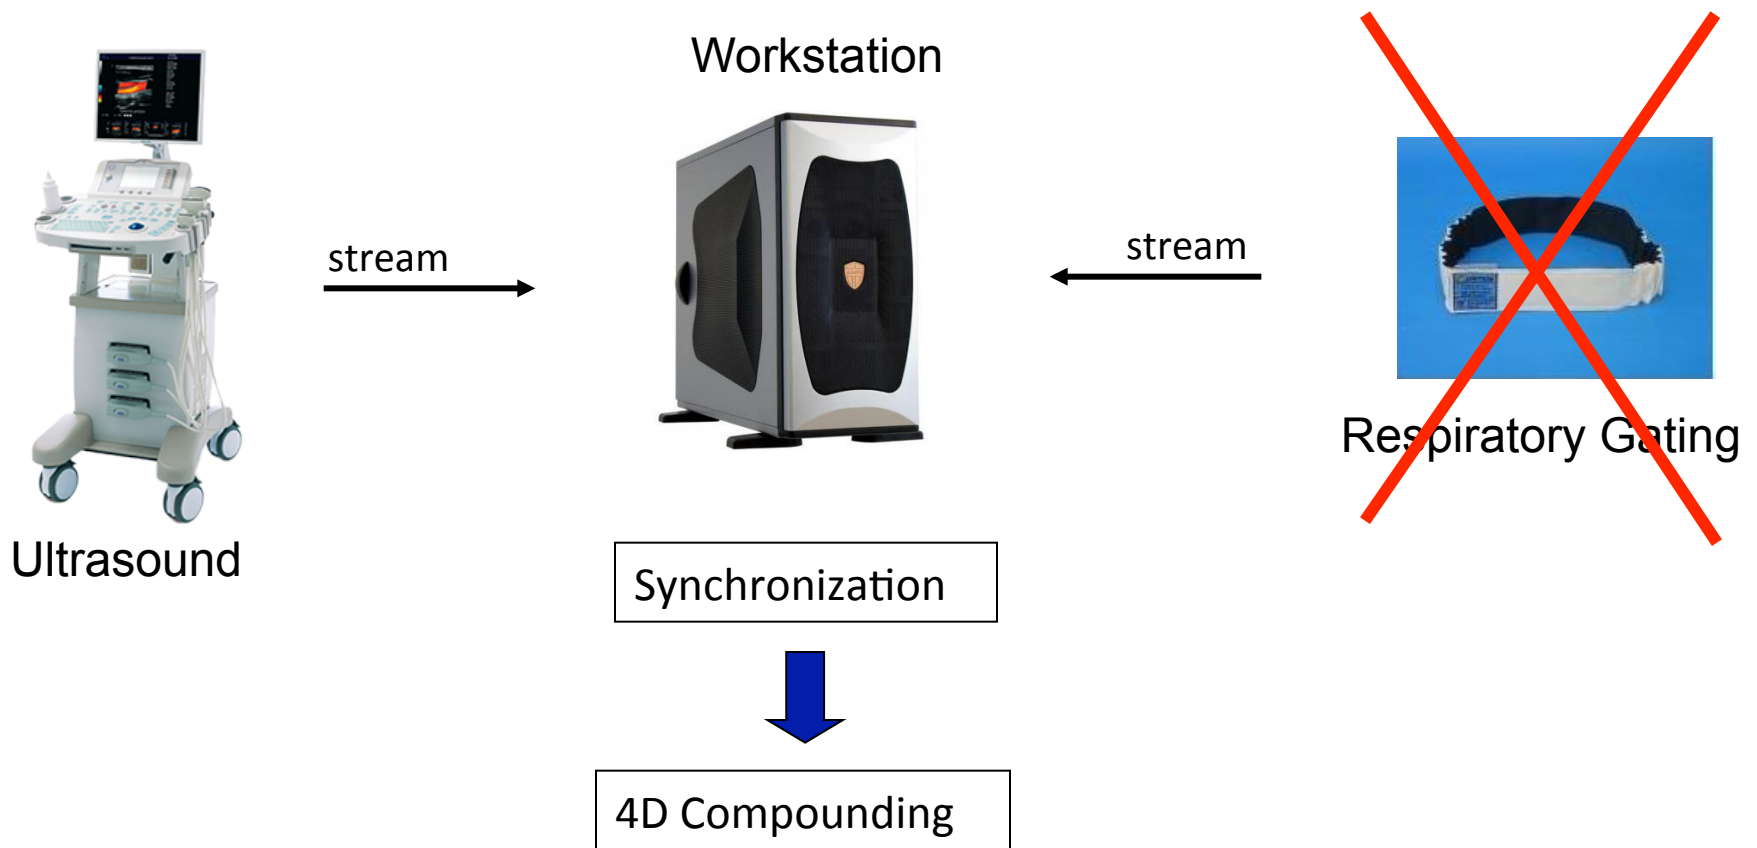 Workstation
stream
stream
Respiratory Gating
Ultrasound
Synchronization
4D Compounding